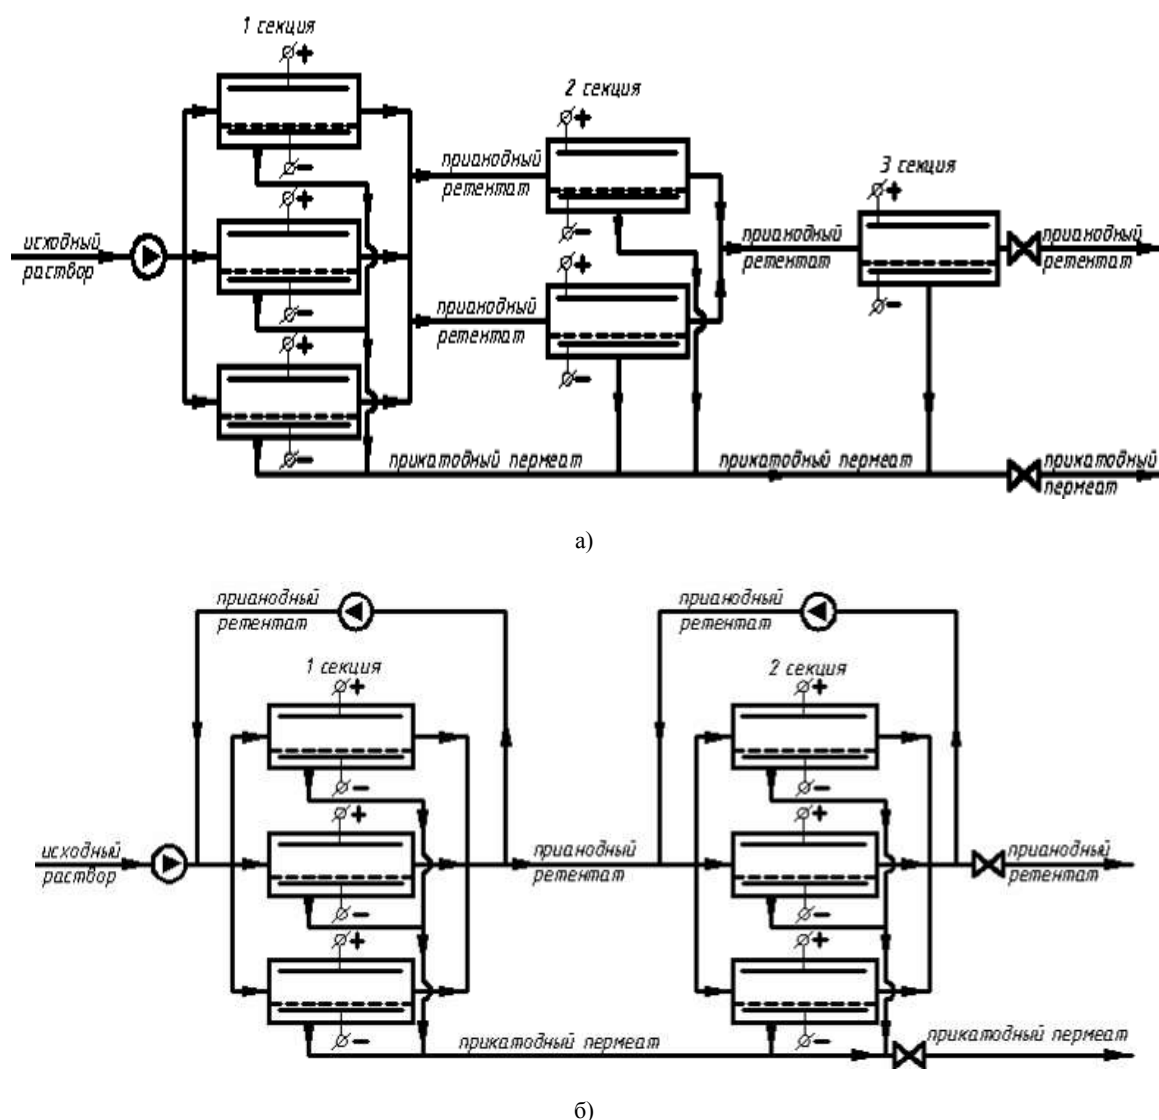 1 секция
2 секция
3 секция
исходный
раствор
прианодный
ретентат
прианодный
ретентат
прианодный
ретентат
прианодный
ретентат
прикатодный пермеат
прикатодный пермеат
прикатодный
пермеат
а)
прианодный
ретентат
прианодный
ретентат
1 секция
2 секция
исходный
раствор
прианодный
ретентат
прианодный
ретентат
прикатодный пермеат
прикатодный пермеат
б)